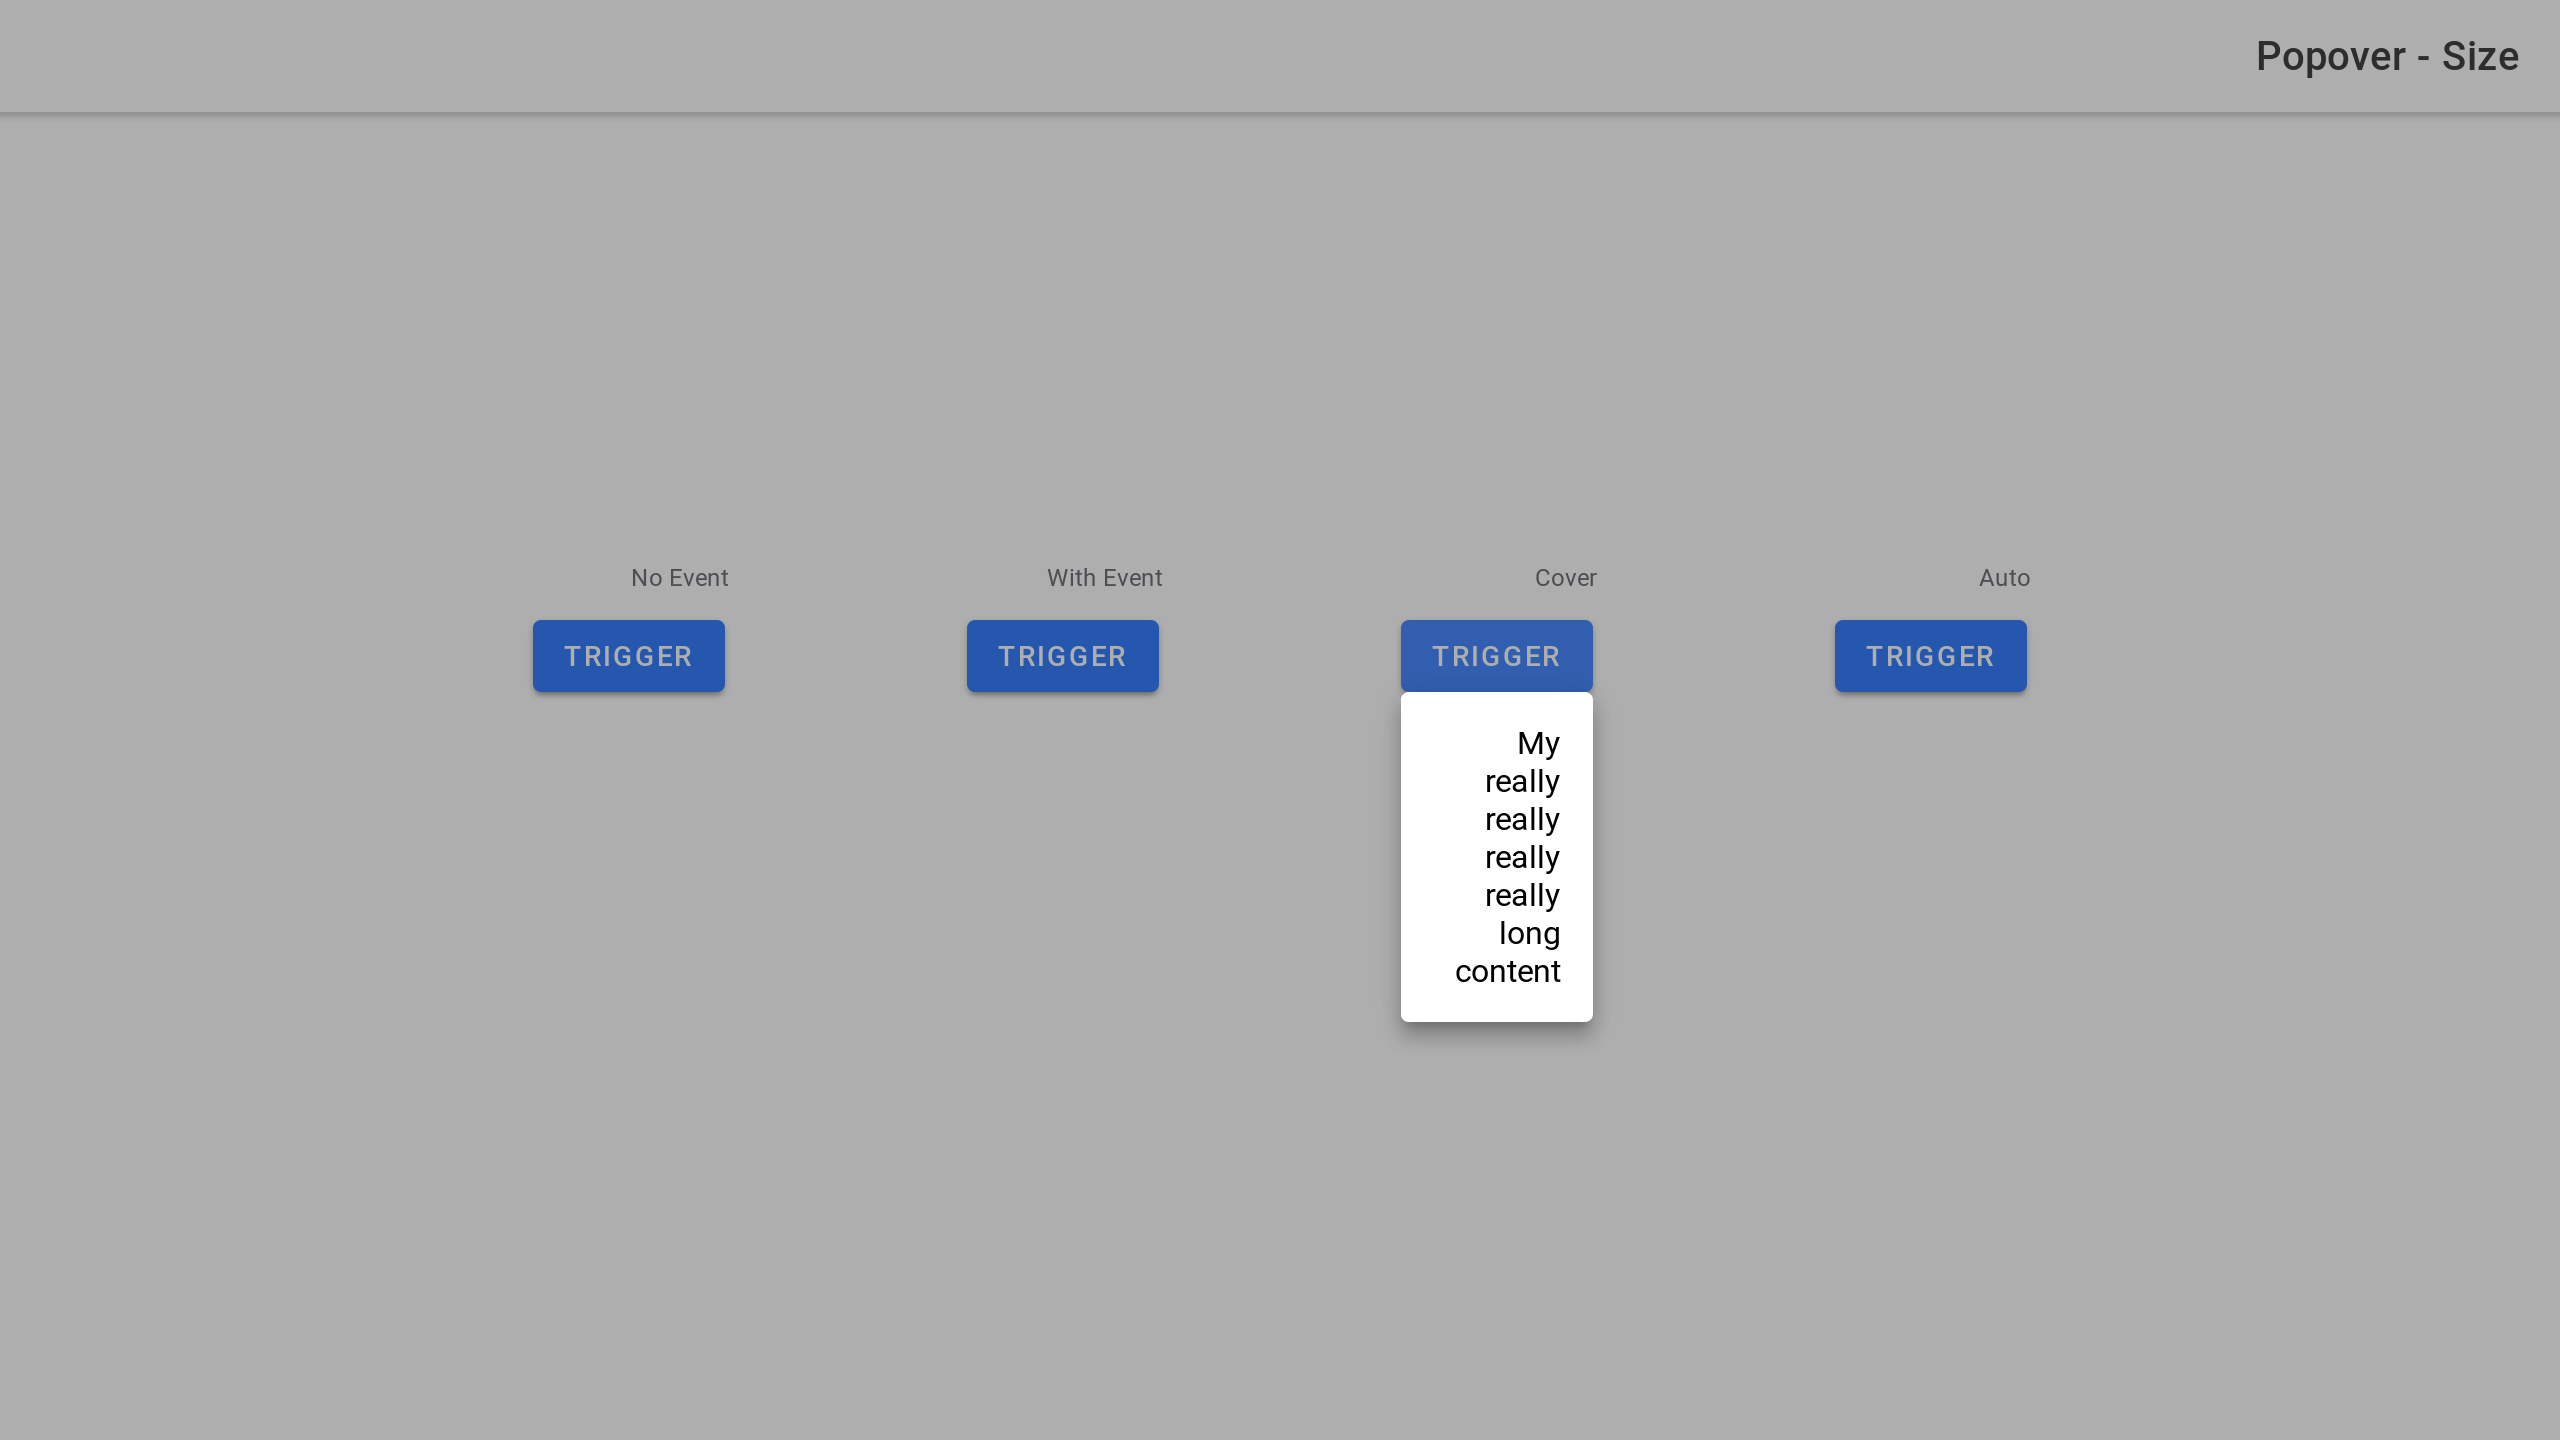 Popover - Size
No Event
With Event
Cover
Auto
TRIGGER
TRIGGER
TRIGGER
TRIGGER
My
really
really
really
really
long
content